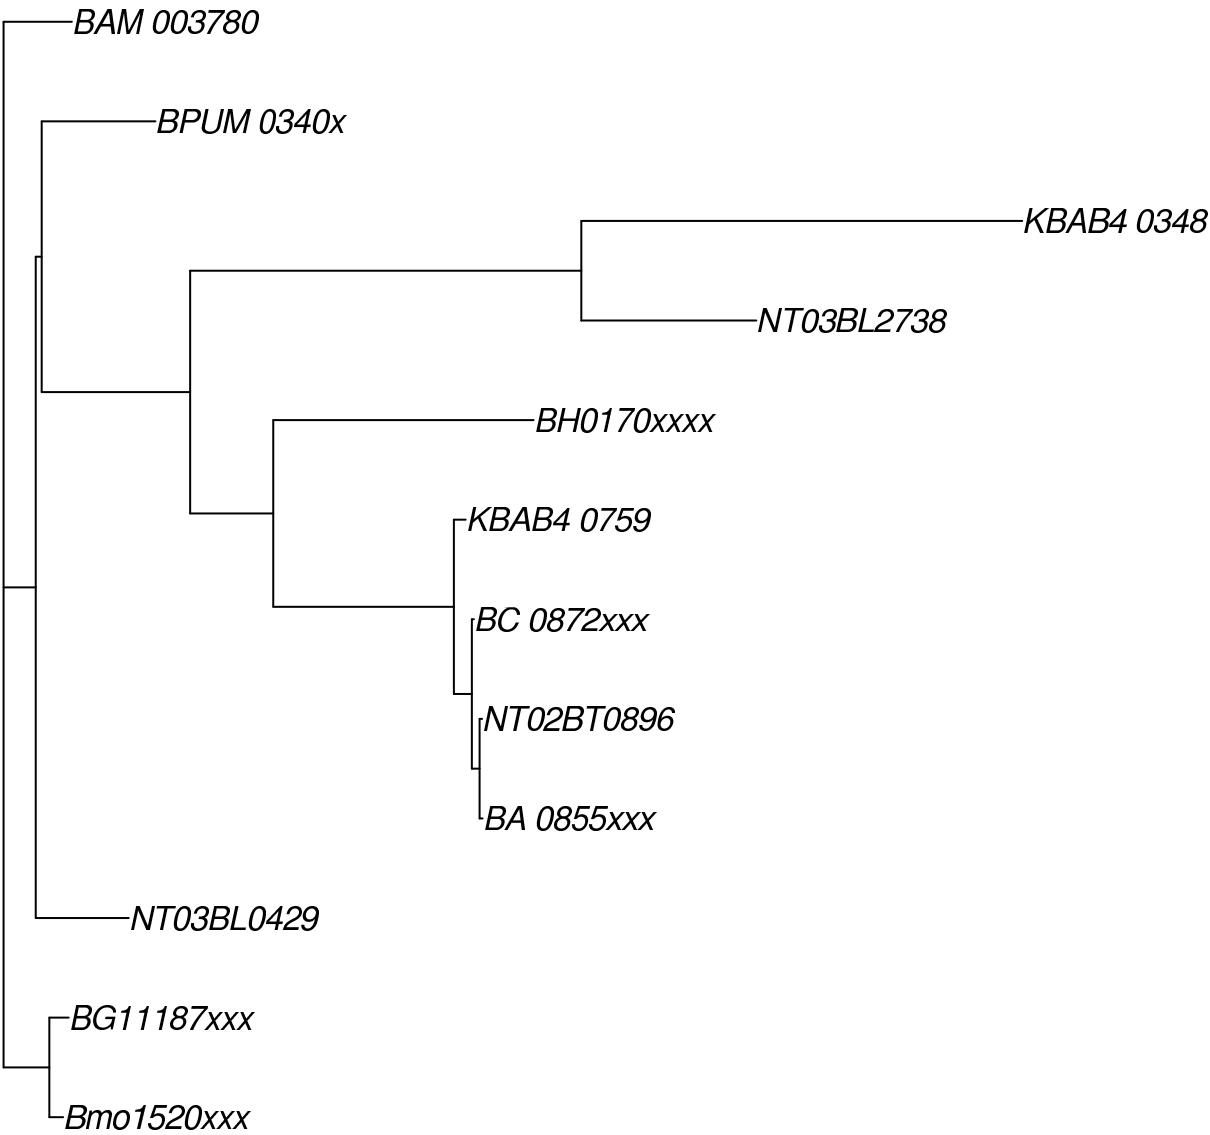 BAM 003780
BPUM 0340x
KBAB4 0348
NT03BL2738
BH0170xxxx
KBAB4 0759
BC 0872xxx
NT02BT0896
BA 0855xxx
NT03BL0429
BG11187xxx
Bmo1520xxx